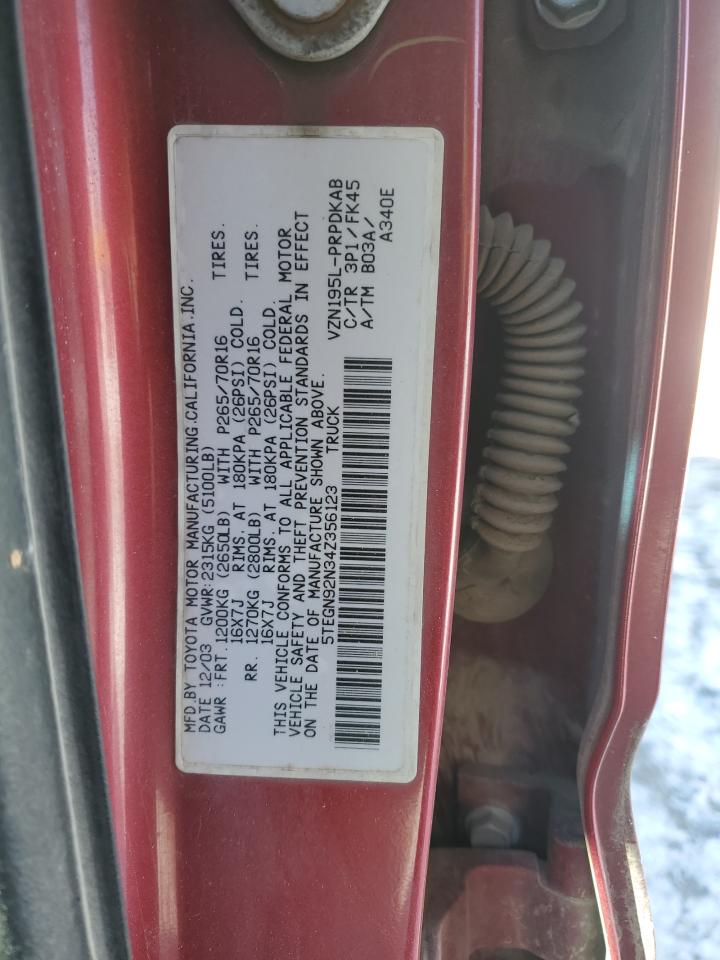 MFD.BY TOYOTA MOTOR MANUFACTURING.CALIFORNIA.INC.
DATE 12/03 GVWR:2315KG (5100LB)
GAWR :FRT.1200KG (2650LB) WITH P265/70R16 TIRES.
16X7J RIMS. AT 180KPA (26PSI) COLD.
RR. 1270KG (2800LB) WITH P265/70R16 TIRES.
16X7J RIMS. AT 180KPA (26PSI) COLD.
THIS VEHICLE CONFORMS TO ALL APPLICABLE FEDERAL MOTOR
VEHICLE SAFETY AND THEFT PREVENTION STANDARDS IN EFFECT
ON THE DATE OF MANUFACTURE SHOWN ABOVE.
5TEGN92N34Z356123 TRUCK
VZN195L-PRPDKAB
C/TR 3P1/FK45
A/TM B03A/
A340E